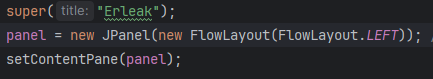 super( title: "Erleak");
panel = new JPanel(new FlowLayout(FlowLayout.LEFT)); /
setContentPane(panel);